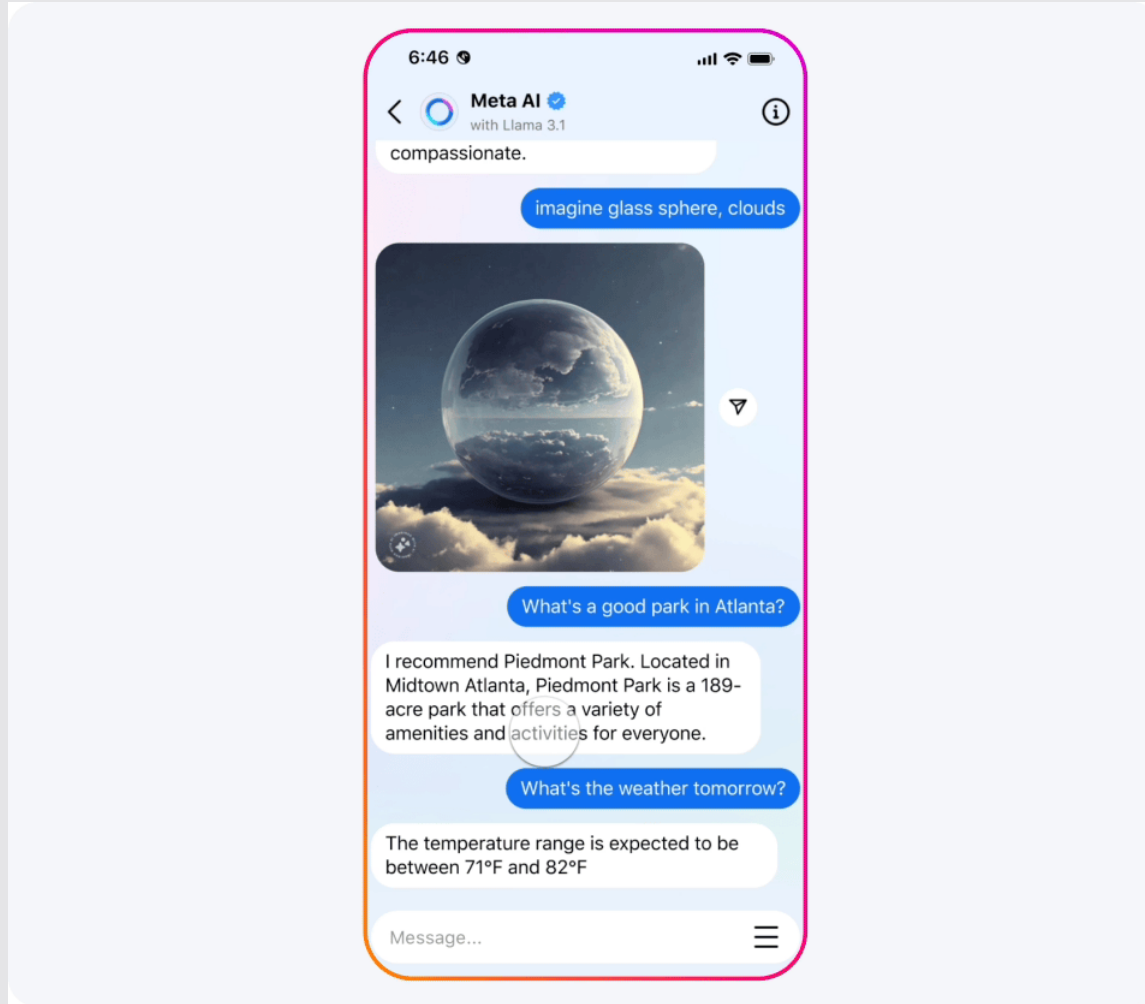 6:46
Meta AI
with Llama 3.1
compassionate.
imagine glass sphere, clouds
What's a good park in Atlanta?
I recommend Piedmont Park. Located in
Midtown Atlanta, Piedmont Park is a 189-
acre park that offers a variety of
amenities and activities for everyone.
What's the weather tomorrow?
The temperature range is expected to be
between 71°F and 82°F
Message...